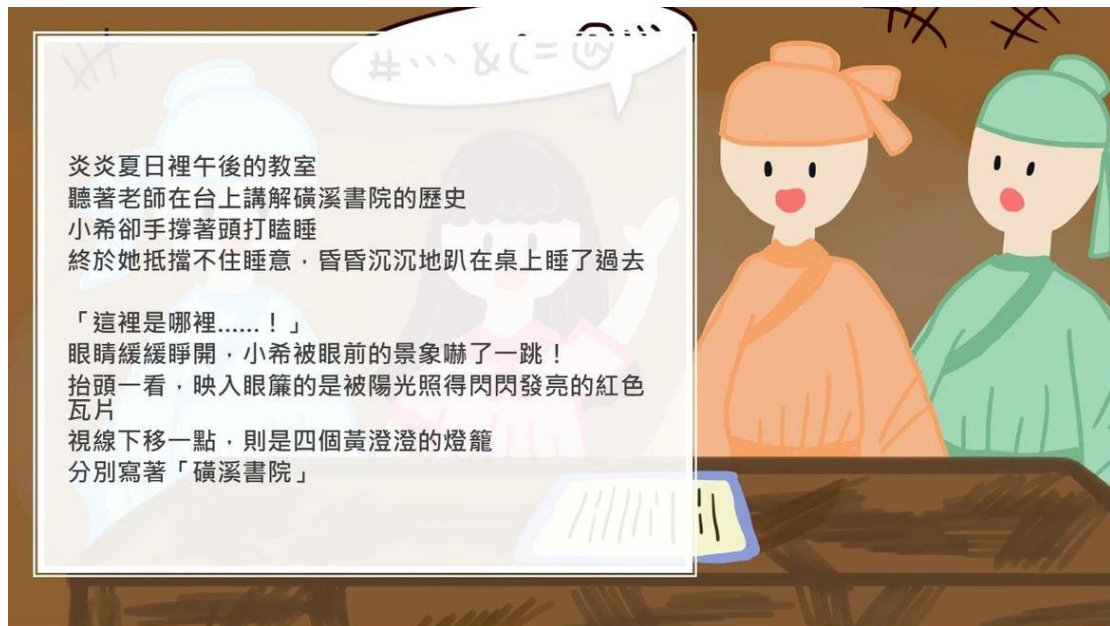 #... & (= @
炎炎夏日裡午後的教室
聽著老師在台上講解磺溪書院的歷史
小希卻手撐著頭打瞌睡
終於她抵擋不住睡意，昏昏沉沉地趴在桌上睡了過去
「這裡是哪裡......！」
眼睛緩緩睜開，小希被眼前的景象嚇了一跳！
抬頭一看，映入眼簾的是被陽光照得閃閃發亮的紅色
瓦片
視線下移一點，則是四個黃澄澄的燈籠
分別寫著「磺溪書院」